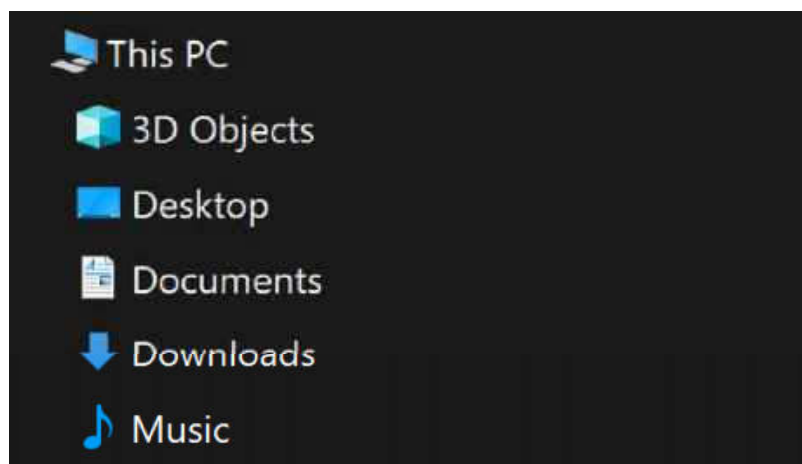 This PC
3D Objects
Desktop
Documents
Downloads
Music